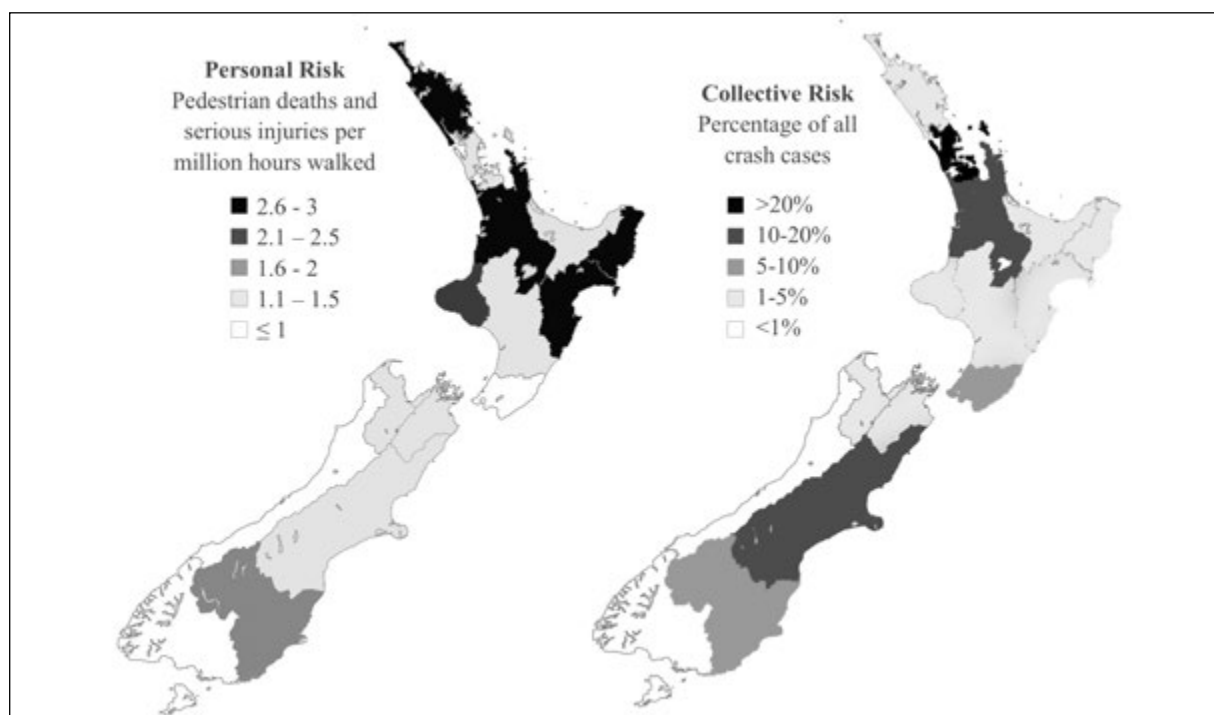 Personal Risk
Pedestrian deaths and
serious injuries per
million hours walked
2.6 - 3
2.1 – 2.5
1.6 - 2
1.1 – 1.5
≤ 1
Collective Risk
Percentage of all
crash cases
>20%
10-20%
5-10%
1-5%
<1%